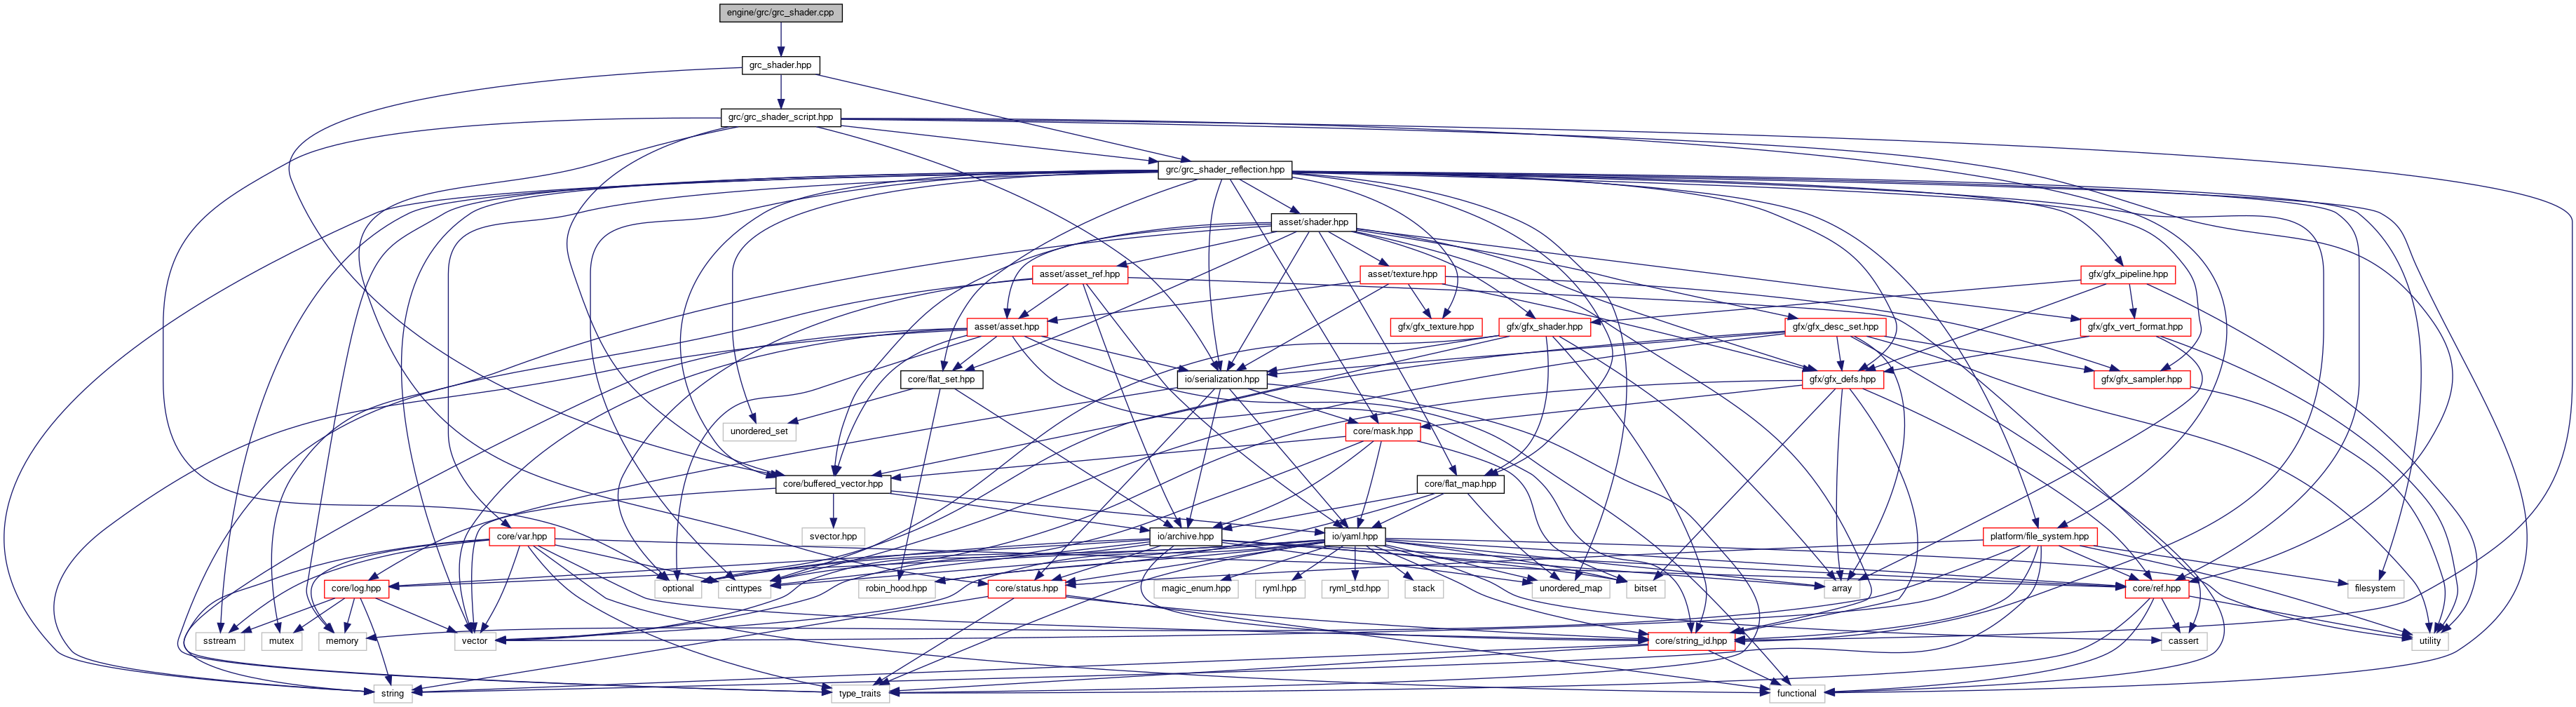 engine/grc/grc_shader.cpp
grc_shader.hpp
grc/grc_shader_script.hpp
grc/grc_shader_reflection.hpp
asset/shader.hpp
asset/asset_ref.hpp
asset/texture.hpp
gfx/gfx_pipeline.hpp
asset/asset.hpp
gfx/gfx_texture.hpp
gfx/gfx_shader.hpp
gfx/gfx_desc_set.hpp
gfx/gfx_vert_format.hpp
core/flat_set.hpp
io/serialization.hpp
gfx/gfx_defs.hpp
gfx/gfx_sampler.hpp
unordered_set
core/mask.hpp
core/buffered_vector.hpp
core/flat_map.hpp
core/var.hpp
svector.hpp
io/archive.hpp
io/yaml.hpp
platform/file_system.hpp
core/log.hpp
optional
cinttypes
robin_hood.hpp
core/status.hpp
magic_enum.hpp
ryml.hpp
ryml_std.hpp
stack
unordered_map
bitset
array
core/ref.hpp
filesystem
sstream
mutex
memory
vector
core/string_id.hpp
cassert
utility
string
type_traits
functional